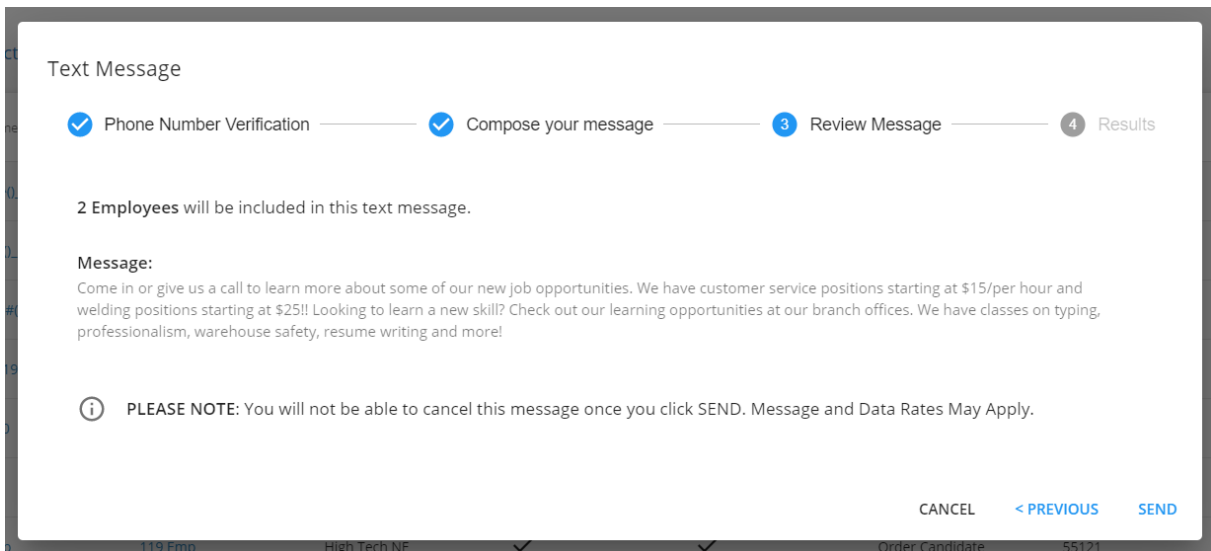 Text Message
Phone Number Verification
Compose your message
3 Review Message
4 Results
2 Employees will be included in this text message.
Message:
Come in or give us a call to learn more about some of our new job opportunities. We have customer service positions starting at $15/per hour and
welding positions starting at $25!! Looking to learn a new skill? Check out our learning opportunities at our branch offices. We have classes on typing,
professionalism, warehouse safety, resume writing and more!
PLEASE NOTE: You will not be able to cancel this message once you click SEND. Message and Data Rates May Apply.
CANCEL < PREVIOUS SEND
119 Emp High Tech NE Order Candidate 55121